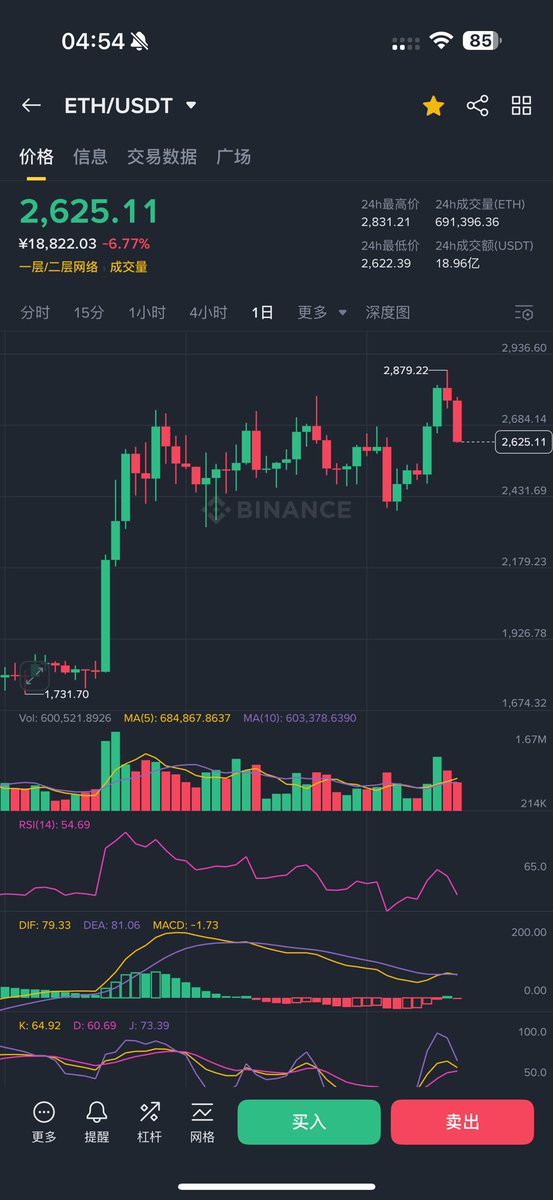 04:54 85
ETH/USDT
价格 信息 交易数据 广场
2,625.11
¥18,822.03 -6.77%
一层/二层网络 成交量
24h最高价 24h成交量(ETH)
2,831.21 691,396.36
24h最低价 24h成交额(USDT)
2,622.39 18.96亿
分时 15分 1小时 4小时 1日 更多 深度图
2,936.60
2,879.22
2,684.14
2,625.11
2,431.69
BINANCE
2,179.23
1,926.78
1,731.70
1,674.32
Vol: 600,521.8926 MA(5): 684,867.8637 MA(10): 603,378.6390
1.67M
214K
RSI(14): 54.69
65.0
DIF: 79.33 DEA: 81.06 MACD: -1.73
200.00
0.00
K: 64.92 D: 60.69 J: 73.39
100.0
50.0
更多 提醒 杠杆 网格 买入 卖出